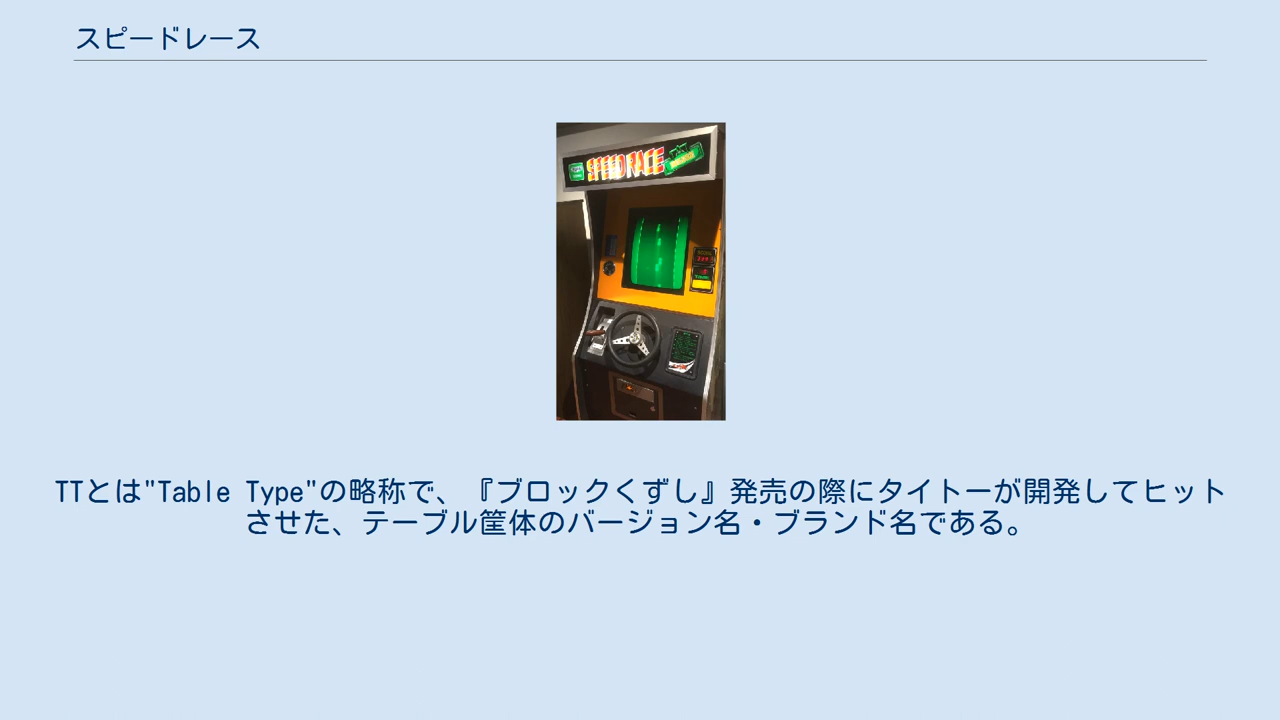 スピードレース
SPEED RACE
TTとは"Table Type"の略称で、『ブロックくずし』発売の際にタイトーが開発してヒット
させた、テーブル筐体のバージョン名・ブランド名である。